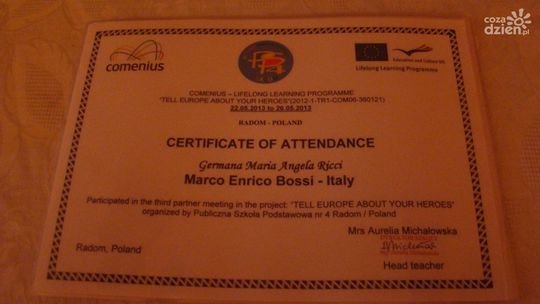 coza
dzien.pl
comenius
Education and Culture DG
Lifelong Learning Programme
COMENIUS – LIFELONG LEARNING PROGRAMME
"TELL EUROPE ABOUT YOUR HEROES"(2012-1-TR1-COM06-360121)
22.05.2013 to 26.05.2013
RADOM - POLAND
CERTIFICATE OF ATTENDANCE
Germana Maria Angela Ricci
Marco Enrico Bossi - Italy
Participated in the third partner meeting in the project: "TELL EUROPE ABOUT YOUR HEROES"
organized by Publiczna Szkoła Podstawowa nr 4 Radom / Poland
Mrs Aurelia Michałowska
Radom, Poland
Head teacher